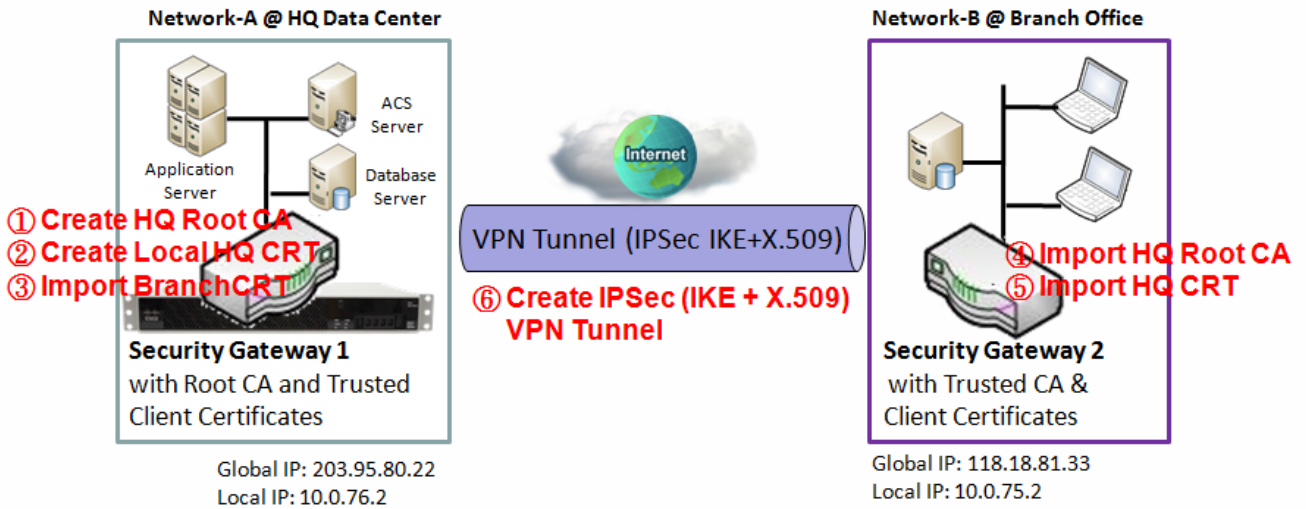 Network-A @ HQ Data Center
Network-B @ Branch Office
ACS
Server
Application
Server
Database
Server
Internet
① Create HQ Root CA
② Create Local HQ CRT
③ Import BranchCRT
VPN Tunnel (IPSec IKE+X.509)
④ Import HQ Root CA
⑤ Import HQ CRT
⑥ Create IPSec (IKE + X.509)
VPN Tunnel
Security Gateway 1
with Root CA and Trusted
Client Certificates
Security Gateway 2
with Trusted CA &
Client Certificates
Global IP: 203.95.80.22
Local IP: 10.0.76.2
Global IP: 118.18.81.33
Local IP: 10.0.75.2